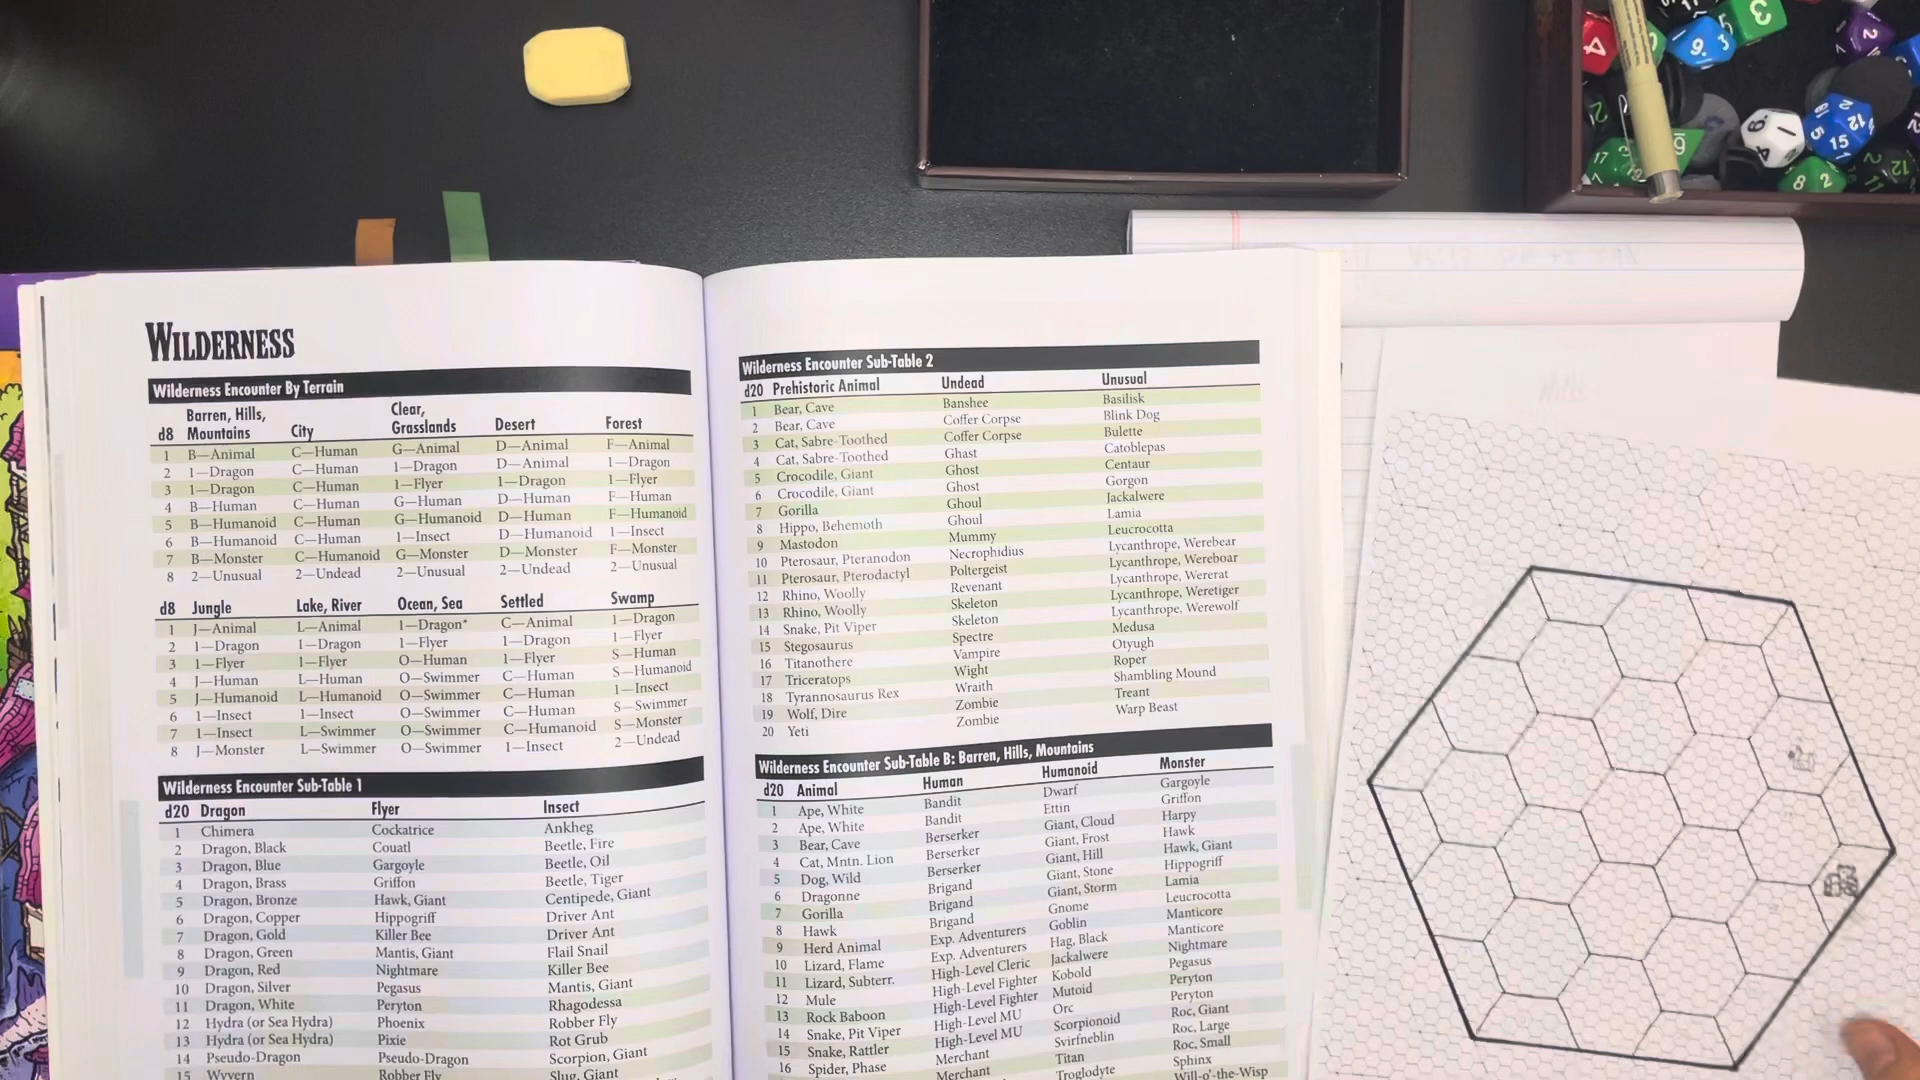 WILDERNESS
Wilderness Encounter By Terrain
d8 Barren, Hills, Mountains City Clear, Grasslands Desert Forest
1 B—Animal C—Human G—Animal D—Animal F—Animal
2 1—Dragon C—Human 1—Dragon D—Animal 1—Dragon
3 1—Dragon C—Human 1—Flyer 1—Dragon 1—Flyer
4 B—Human C—Human G—Human D—Human F—Human
5 B—Humanoid C—Human G—Humanoid D—Human F—Humanoid
6 B—Humanoid C—Human 1—Insect D—Humanoid 1—Insect
7 B—Monster C—Humanoid G—Monster D—Monster F—Monster
8 2—Unusual 2—Undead 2—Unusual 2—Undead 2—Unusual
d8 Jungle Lake, River Ocean, Sea Settled Swamp
1 J—Animal L—Animal 1—Dragon* C—Animal 1—Dragon
2 1—Dragon 1—Dragon 1—Flyer 1—Dragon 1—Flyer
3 1—Flyer 1—Flyer O—Human 1—Flyer S—Human
4 J—Human L—Human O—Swimmer C—Human S—Humanoid
5 J—Humanoid L—Humanoid O—Swimmer C—Human 1—Insect
6 1—Insect 1—Insect O—Swimmer C—Human S—Swimmer
7 1—Insect L—Swimmer O—Swimmer C—Humanoid S—Monster
8 J—Monster L—Swimmer O—Swimmer 1—Insect 2—Undead
Wilderness Encounter Sub-Table 1
d20 Dragon Flyer Insect
1 Chimera Cockatrice Ankheg
2 Dragon, Black Couatl Beetle, Fire
3 Dragon, Blue Gargoyle Beetle, Oil
4 Dragon, Brass Griffon Beetle, Tiger
5 Dragon, Bronze Hawk, Giant Centipede, Giant
6 Dragon, Copper Hippogriff Driver Ant
7 Dragon, Gold Killer Bee Driver Ant
8 Dragon, Green Mantis, Giant Flail Snail
9 Dragon, Red Nightmare Killer Bee
10 Dragon, Silver Pegasus Mantis, Giant
11 Dragon, White Peryton Rhagodessa
12 Hydra (or Sea Hydra) Phoenix Robber Fly
13 Hydra (or Sea Hydra) Pixie Rot Grub
14 Pseudo-Dragon Pseudo-Dragon Scorpion, Giant
15 Wyvern Robber Fly Slug, Giant
Wilderness Encounter Sub-Table 2
d20 Prehistoric Animal Undead Unusual
1 Bear, Cave Banshee Basilisk
2 Bear, Cave Coffer Corpse Blink Dog
3 Cat, Sabre-Toothed Coffer Corpse Bulette
4 Cat, Sabre-Toothed Ghast Catoblepas
5 Crocodile, Giant Ghost Centaur
6 Crocodile, Giant Ghost Gorgon
7 Gorilla Ghoul Jackalwere
8 Hippo, Behemoth Ghoul Lamia
9 Mastodon Mummy Leucrocotta
10 Pterosaur, Pteranodon Necrophidius Lycanthrope, Werebear
11 Pterosaur, Pterodactyl Poltergeist Lycanthrope, Wereboar
12 Rhino, Woolly Revenant Lycanthrope, Wererat
13 Rhino, Woolly Skeleton Lycanthrope, Weretiger
14 Snake, Pit Viper Skeleton Lycanthrope, Werewolf
15 Stegosaurus Spectre Medusa
16 Titanothere Vampire Otyugh
17 Triceratops Wight Roper
18 Tyrannosaurus Rex Wraith Shambling Mound
19 Wolf, Dire Zombie Treant
20 Yeti Zombie Warp Beast
Wilderness Encounter Sub-Table B: Barren, Hills, Mountains
d20 Animal Human Humanoid Monster
1 Ape, White Bandit Dwarf Gargoyle
2 Ape, White Bandit Ettin Griffon
3 Bear, Cave Berserker Giant, Cloud Harpy
4 Cat, Mntn. Lion Berserker Giant, Frost Hawk
5 Dog, Wild Berserker Giant, Hill Hawk, Giant
6 Dragonne Brigand Giant, Stone Hippogriff
7 Gorilla Brigand Giant, Storm Lamia
8 Hawk Brigand Gnome Leucrocotta
9 Herd Animal Exp. Adventurers Goblin Manticore
10 Lizard, Flame Exp. Adventurers Hag, Black Manticore
11 Lizard, Subterr. High-Level Cleric Jackalwere Nightmare
12 Mule High-Level Fighter Kobold Pegasus
13 Rock Baboon High-Level Fighter Mutoid Peryton
14 Snake, Pit Viper High-Level MU Orc Peryton
15 Snake, Rattler High-Level MU Scorpionoid Roc, Giant
16 Spider, Phase Merchant Svirfneblin Roc, Large
Merchant Titan Roc, Small
Troglodyte Sphinx
Will-o'-the-Wisp